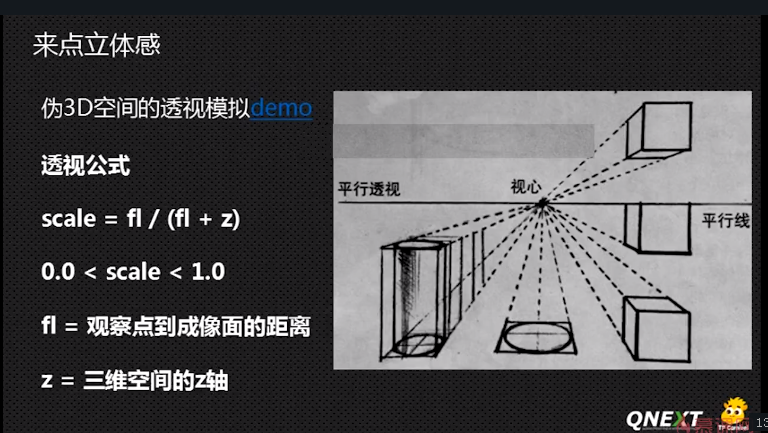 来点立体感
伪3D空间的透视模拟demo
透视公式
scale = fl / (fl + z)
0.0 < scale < 1.0
fl = 观察点到成像面的距离
z = 三维空间的z轴
平行透视
视心
平行线
QNEXT
13